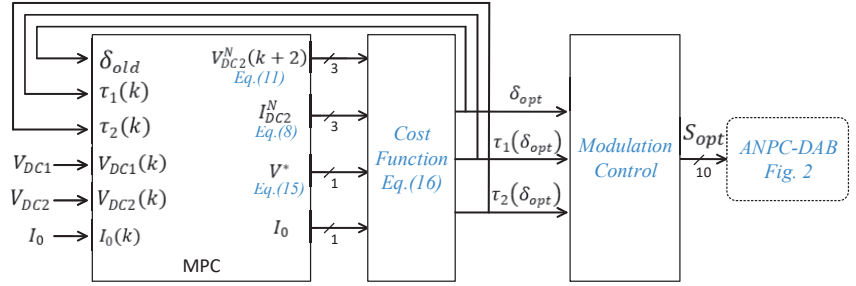 δ_old
τ_1(k)
τ_2(k)
V_DC1
V_DC1(k)
V_DC2
V_DC2(k)
I_0
I_0(k)
V_DC2^N(k+2)
Eq.(11)
3
I_DC2^N
Eq.(8)
3
V*
Eq.(15)
1
I_0
1
MPC
Cost
Function
Eq.(16)
δ_opt
τ_1(δ_opt)
τ_2(δ_opt)
Modulation
Control
S_opt
10
ANPC-DAB
Fig. 2